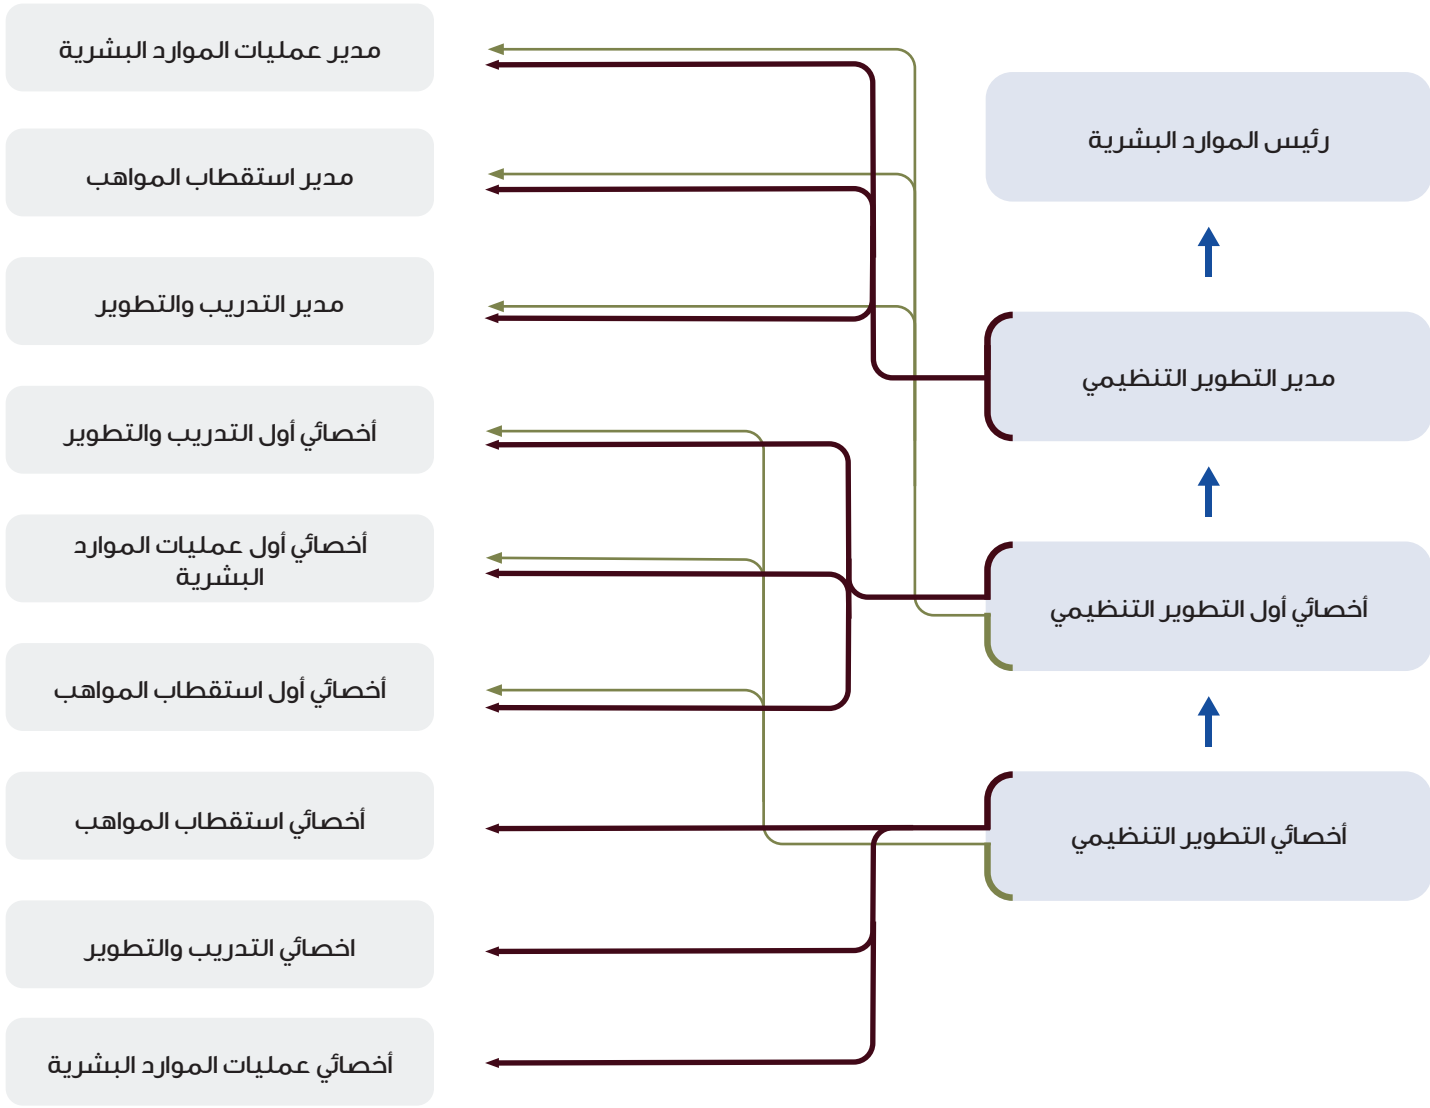 رئيس الموارد البشرية
مدير التطوير التنظيمي
أخصائي أول التطوير التنظيمي
أخصائي التطوير التنظيمي
مدير عمليات الموارد البشرية
مدير استقطاب المواهب
مدير التدريب والتطوير
أخصائي أول التدريب والتطوير
أخصائي أول عمليات الموارد
البشرية
أخصائي أول استقطاب المواهب
أخصائي استقطاب المواهب
اخصائي التدريب والتطوير
أخصائي عمليات الموارد البشرية